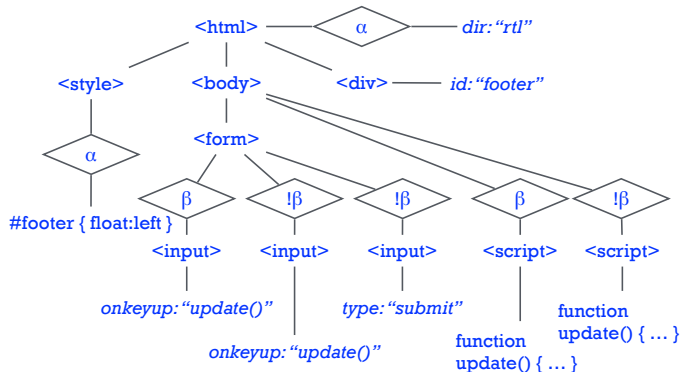 <html>
α
dir:“rtl”
<style>
<body>
<div>
id:“footer”
<form>
α
β
!β
!β
β
!β
#footer { float:left }
<input>
<input>
<input>
<script>
<script>
onkeyup:“update()”
type:“submit”
function
update() { … }
onkeyup:“update()”
function
update() { … }